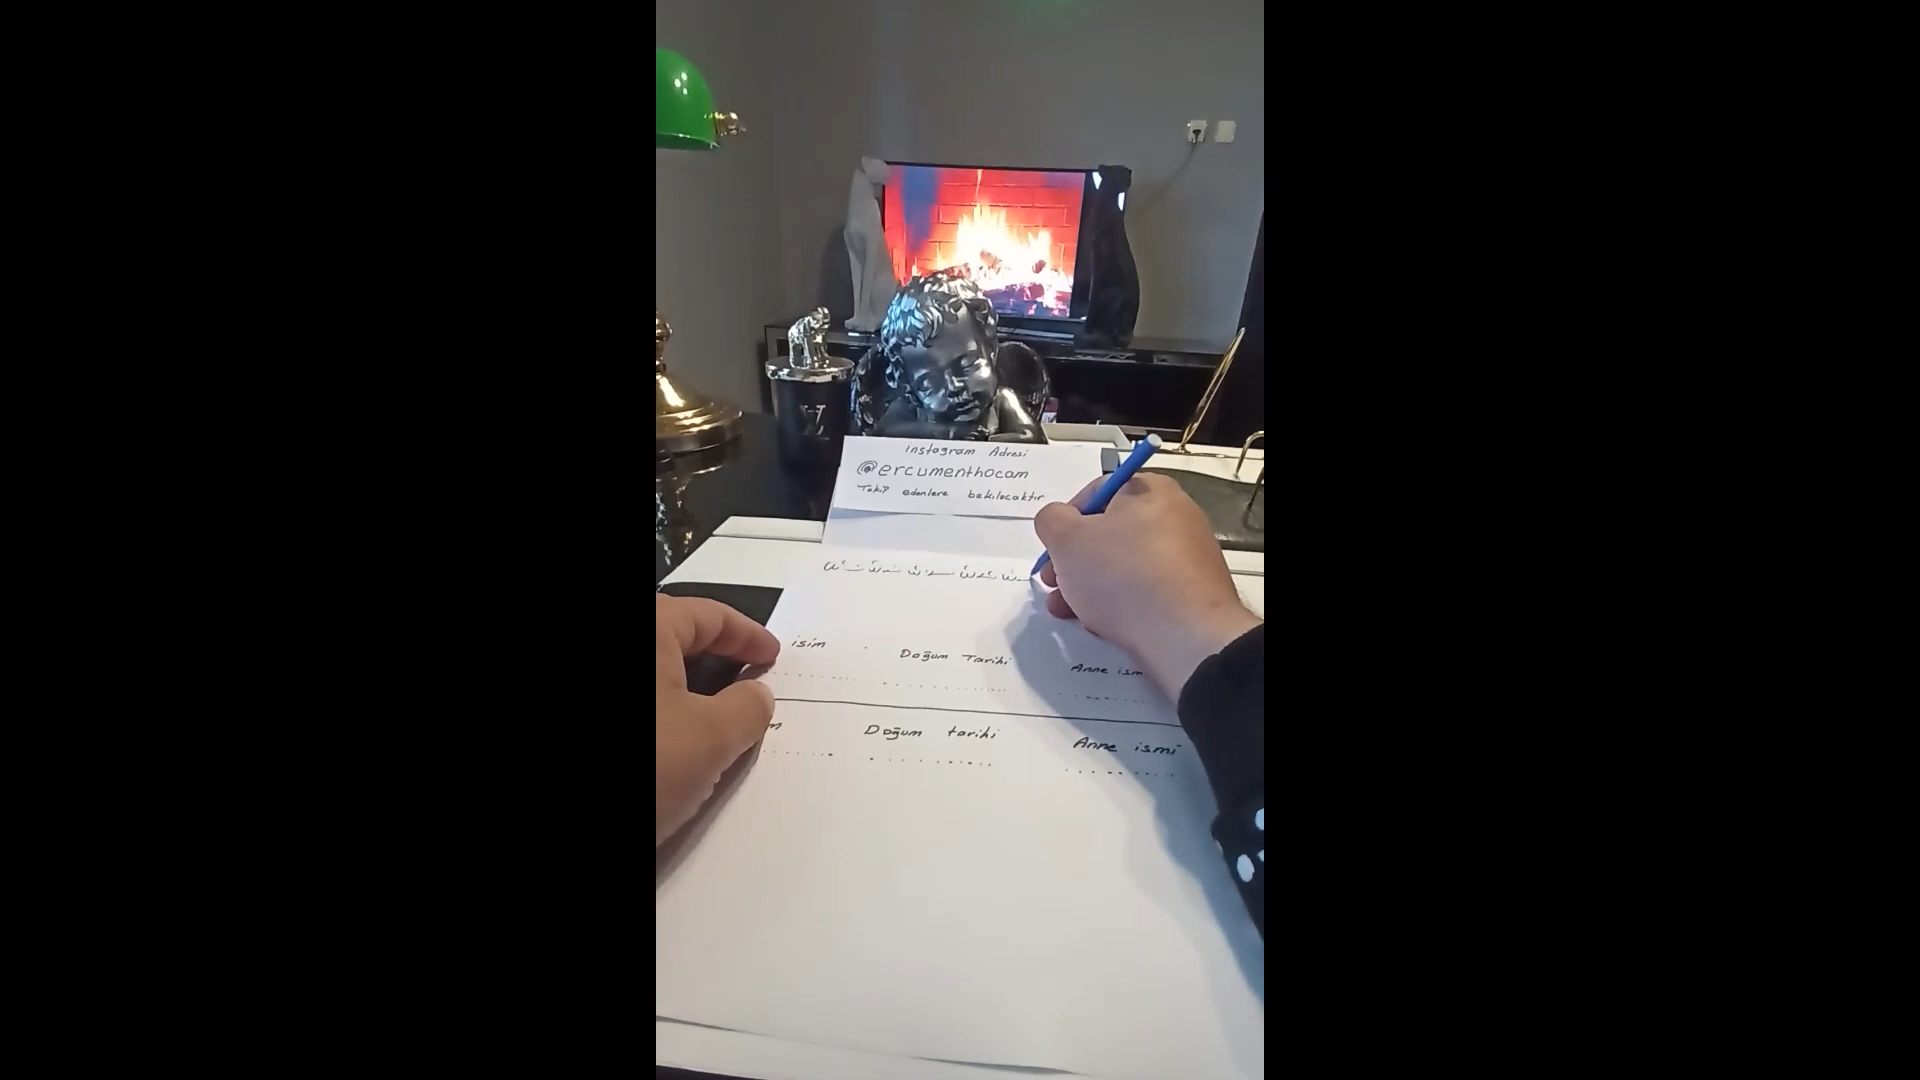 instagram Adresi
@ercumenthocam
Takip edenlere bakılacaktır
isim Doğum Tarihi Anne ism
Doğum tarihi Anne ismi